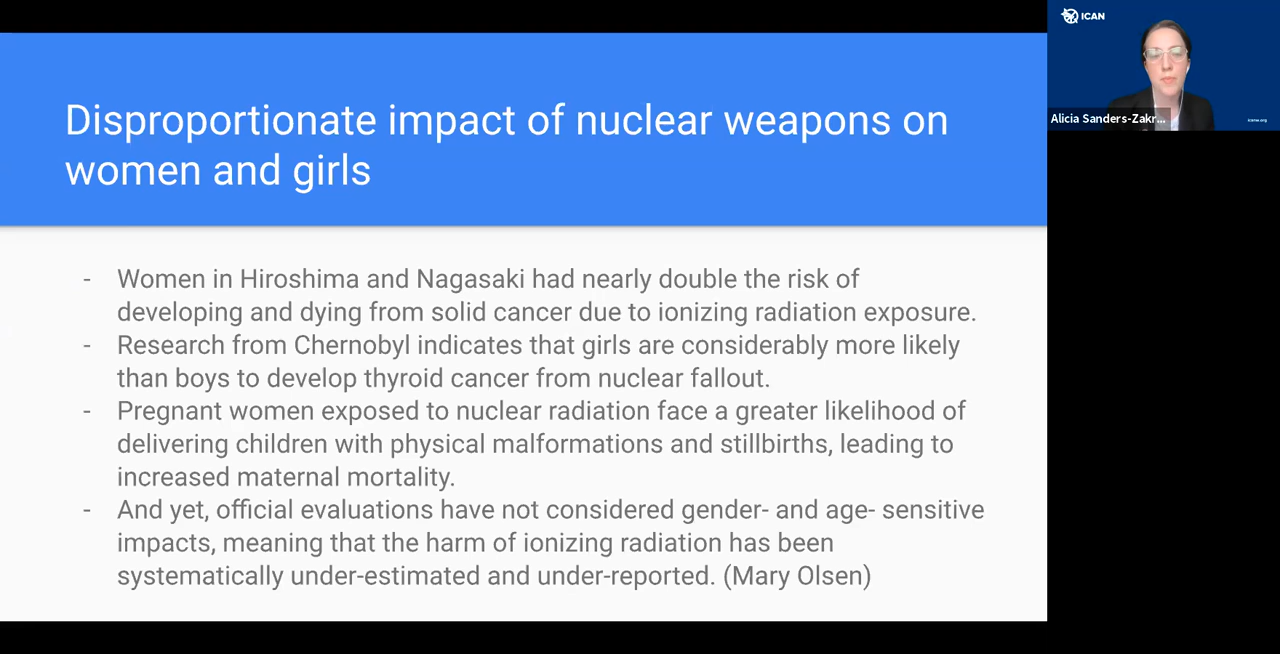 Disproportionate impact of nuclear weapons on
women and girls
- Women in Hiroshima and Nagasaki had nearly double the risk of
developing and dying from solid cancer due to ionizing radiation exposure.
- Research from Chernobyl indicates that girls are considerably more likely
than boys to develop thyroid cancer from nuclear fallout.
- Pregnant women exposed to nuclear radiation face a greater likelihood of
delivering children with physical malformations and stillbirths, leading to
increased maternal mortality.
- And yet, official evaluations have not considered gender- and age- sensitive
impacts, meaning that the harm of ionizing radiation has been
systematically under-estimated and under-reported. (Mary Olsen)
ICAN
Alicia Sanders-Zakr...
icanw.org